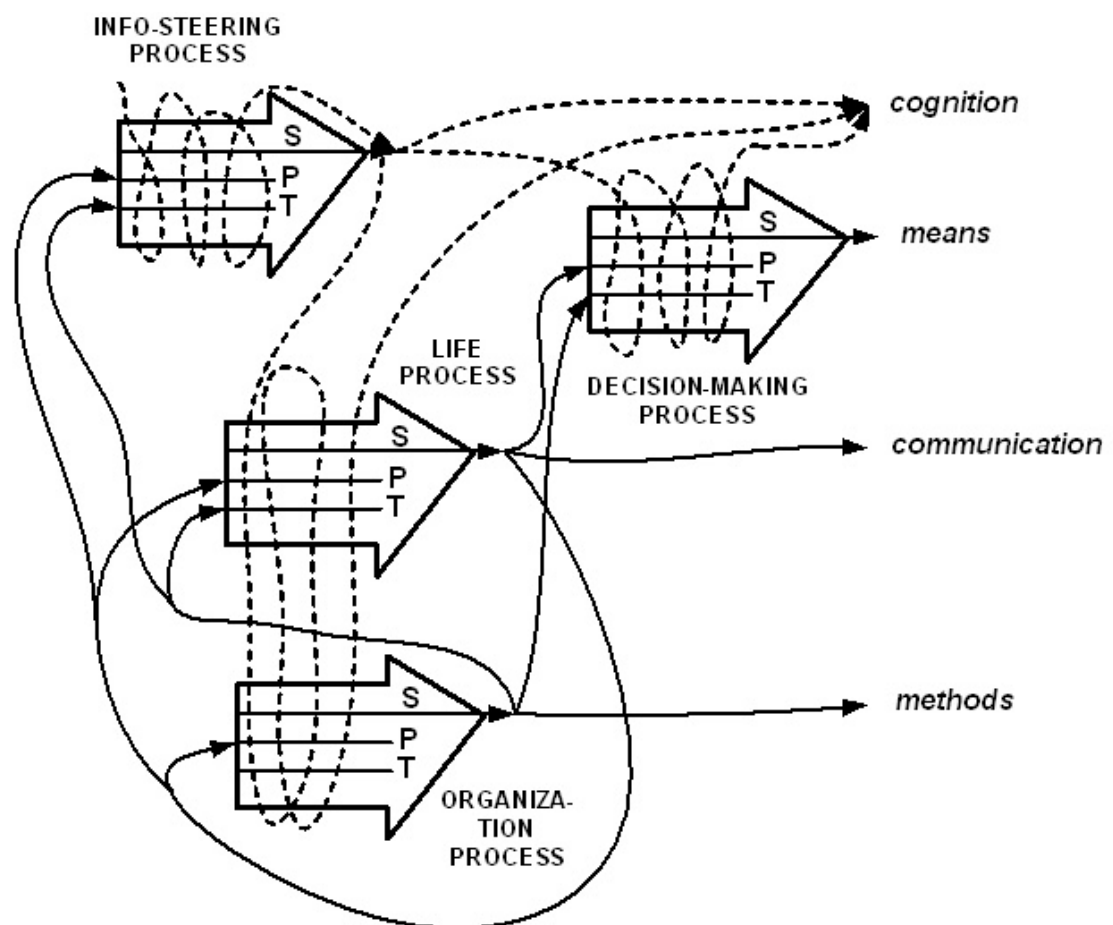 INFO-STEERING
PROCESS
cognition
S
P
T
S
means
P
T
LIFE
PROCESS
DECISION-MAKING
PROCESS
S
communication
P
T
S
methods
P
T
ORGANIZA-
TION
PROCESS